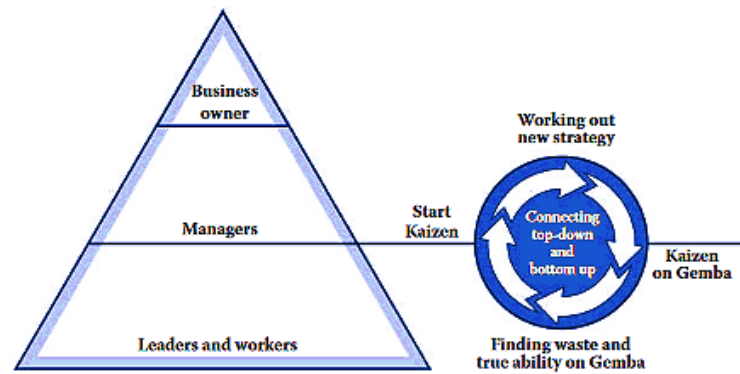 Business
owner
Managers
Leaders and workers
Start
Kaizen
Working out
new strategy
Connecting
top-down
and
bottom up
Kaizen
on Gemba
Finding waste and
true ability on Gemba